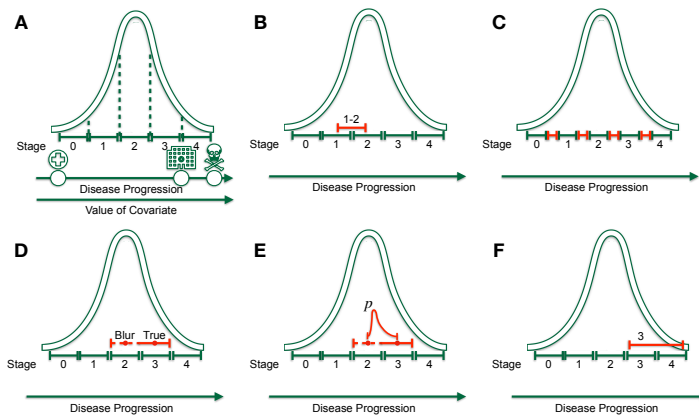 A
Stage 0 1 2 3 4
Disease Progression
Value of Covariate
B
1-2
Stage 0 1 2 3 4
Disease Progression
C
Stage 0 1 2 3 4
Disease Progression
D
Blur True
Stage 0 1 2 3 4
Disease Progression
E
p
Stage 0 1 2 3 4
Disease Progression
F
3
Stage 0 1 2 3 4
Disease Progression